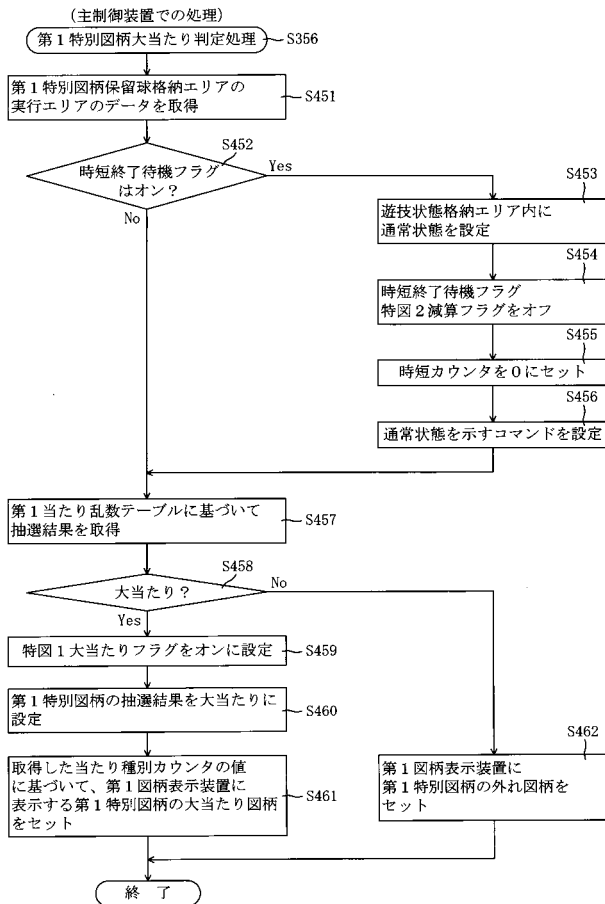 (主制御装置での処理)
第1特別図柄大当たり判定処理
S356
第1特別図柄保留球格納エリアの
実行エリアのデータを取得
S451
S452
時短終了待機フラグ
はオン?
Yes
No
S453
遊技状態格納エリア内に
通常状態を設定
S454
時短終了待機フラグ
特図2減算フラグをオフ
S455
時短カウンタを0にセット
S456
通常状態を示すコマンドを設定
第1当たり乱数テーブルに基づいて
抽選結果を取得
S457
S458
大当たり?
No
Yes
特図1大当たりフラグをオンに設定
S459
第1特別図柄の抽選結果を大当たりに
設定
S460
取得した当たり種別カウンタの値
に基づいて、第1図柄表示装置に
表示する第1特別図柄の大当たり図柄
をセット
S461
S462
第1図柄表示装置に
第1特別図柄の外れ図柄を
セット
終 了